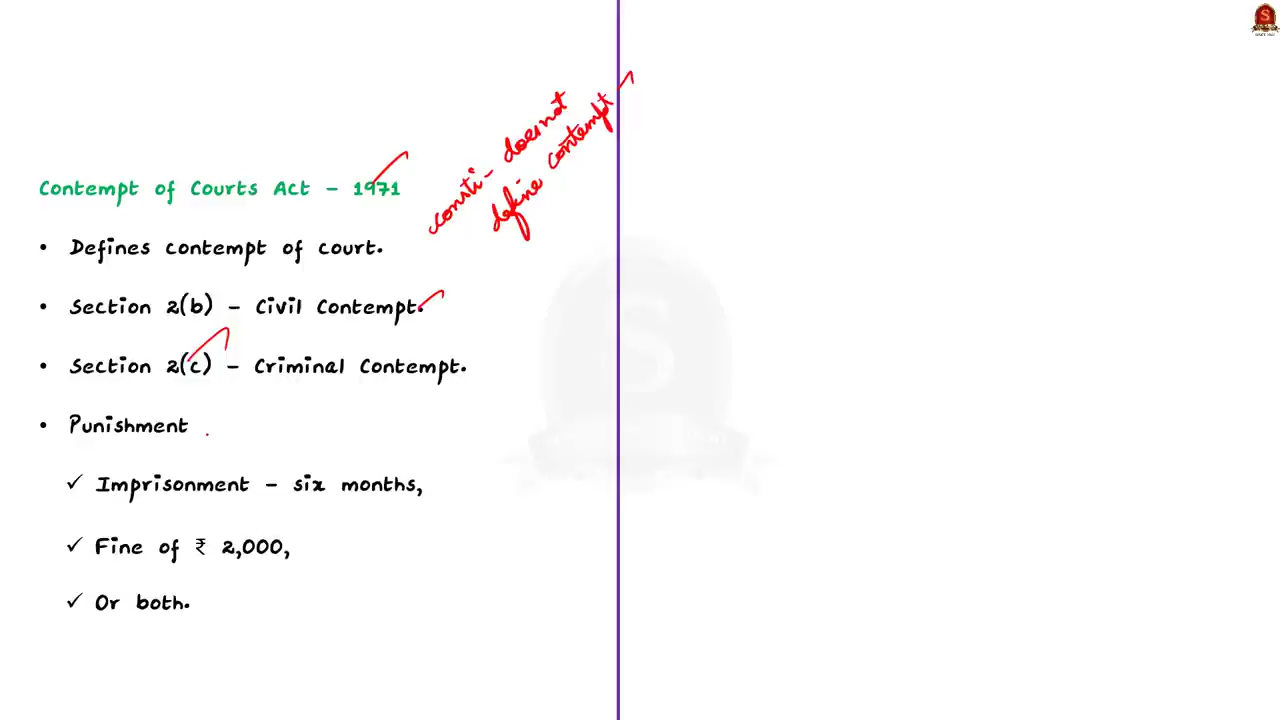 consti - does not
define contempt
Contempt of Courts Act - 1971
• Defines contempt of court.
• Section 2(b) - Civil Contempt.
• Section 2(c) - Criminal Contempt.
• Punishment
✓ Imprisonment - six months,
✓ Fine of ₹ 2,000,
✓ Or both.